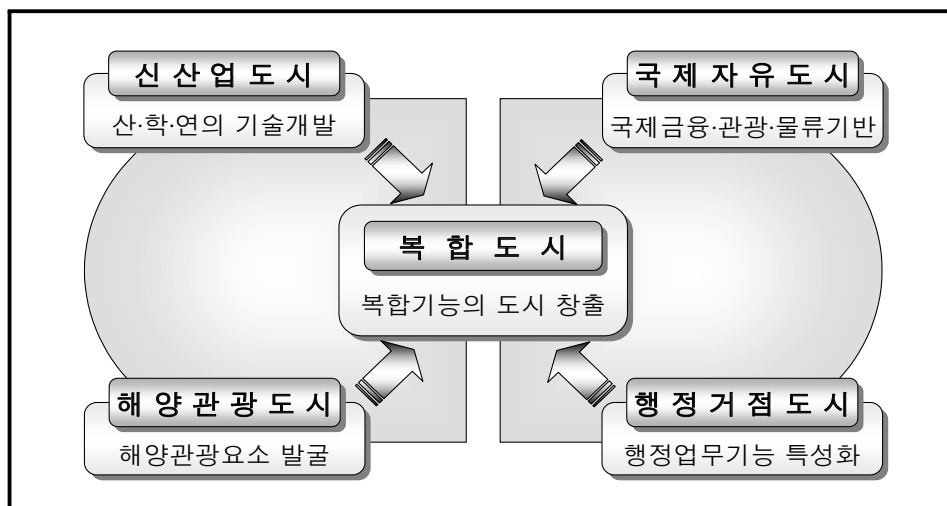 신산업도시
산·학·연의 기술개발
국제자유도시
국제금융·관광·물류기반
복합도시
복합기능의 도시 창출
해양관광도시
해양관광요소 발굴
행정거점도시
행정업무기능 특성화